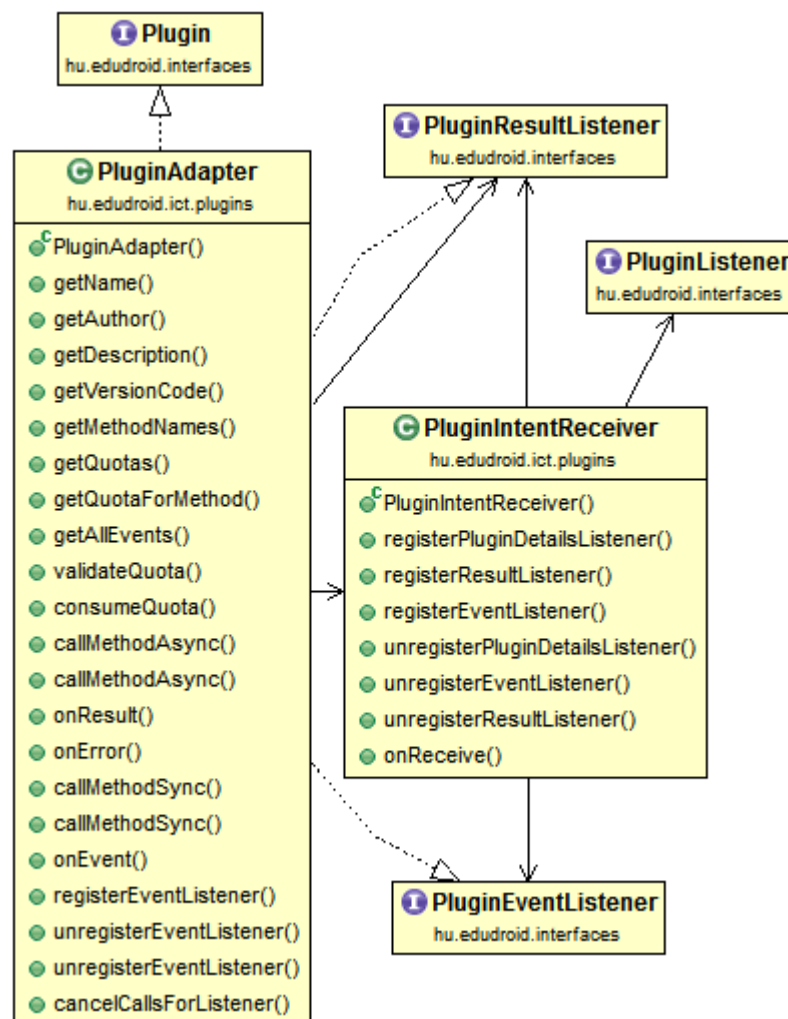 I Plugin
hu.edudroid.interfaces
I PluginResultListener
hu.edudroid.interfaces
C PluginAdapter
hu.edudroid.ict.plugins
C PluginAdapter()
getName()
getAuthor()
getDescription()
getVersionCode()
getMethodNames()
getQuotas()
getQuotaForMethod()
getAllEvents()
validateQuota()
consumeQuota()
callMethodAsync()
callMethodAsync()
onResult()
onError()
callMethodSync()
callMethodSync()
onEvent()
registerEventListener()
unregisterEventListener()
unregisterEventListener()
cancelCallsForListener()
I PluginListener
hu.edudroid.interfaces
C PluginIntentReceiver
hu.edudroid.ict.plugins
C PluginIntentReceiver()
registerPluginDetailsListener()
registerResultListener()
registerEventListener()
unregisterPluginDetailsListener()
unregisterEventListener()
unregisterResultListener()
onReceive()
I PluginEventListener
hu.edudroid.interfaces